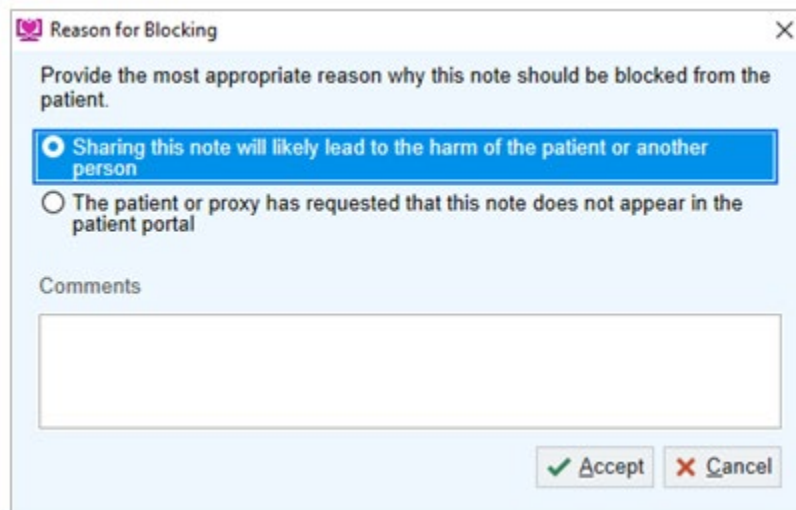 Reason for Blocking
Provide the most appropriate reason why this note should be blocked from the
patient.
Sharing this note will likely lead to the harm of the patient or another
person
The patient or proxy has requested that this note does not appear in the
patient portal
Comments
Accept
Cancel